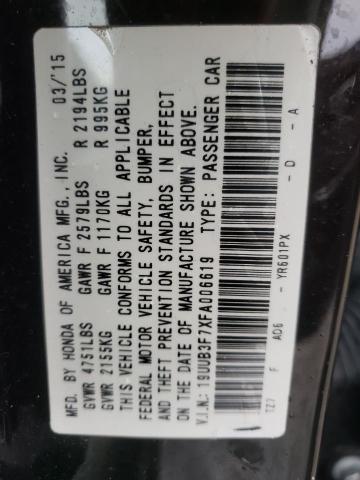 MFD. BY HONDA OF AMERICA MFG., INC. 03/'15
GVWR 4751LBS GAWR F 2579LBS R 2194LBS
GVWR 2155KG GAWR F 1170KG R 995KG
THIS VEHICLE CONFORMS TO ALL APPLICABLE
FEDERAL MOTOR VEHICLE SAFETY, BUMPER,
AND THEFT PREVENTION STANDARDS IN EFFECT
ON THE DATE OF MANUFACTURE SHOWN ABOVE.
V.I.N.: 19UUB3F7XFA006619 TYPE: PASSENGER CAR
TZ7 F AD6 - YR601PX - D - A